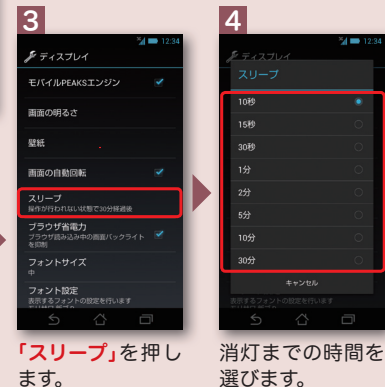 3
12:34
ディスプレイ
モバイルPEAKSエンジン
画面の明るさ
壁紙
画面の自動回転
スリープ
操作が行われない状態で30分経過後
ブラウザ省電力
ブラウザ読み込み中の画面バックライト
を抑制
フォントサイズ
中
フォント設定
表示するフォントの設定を行います
「スリープ」を押し
ます。
4
12:34
ディスプレイ
スリープ
10秒
15秒
30秒
1分
2分
5分
10分
30分
キャンセル
表示するフォントの設定を行います
消灯までの時間を
選びます。